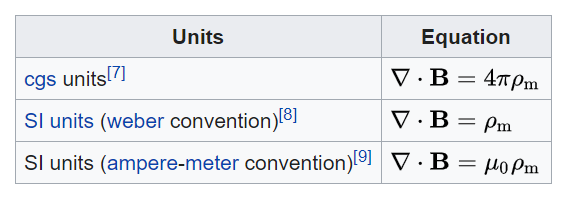 Units Equation
cgs units[7] ∇ · B = 4πρm
SI units (weber convention)[8] ∇ · B = ρm
SI units (ampere-meter convention)[9] ∇ · B = μ0ρm